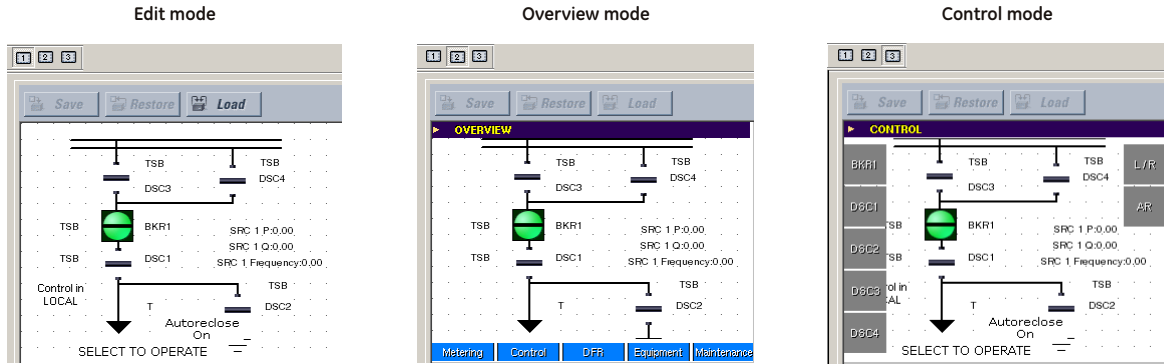 Edit mode
1 2 3
Save Restore Load
TSB TSB
DSC3 DSC4
TSB BKR1
SRC 1 P:0.00
SRC 1 Q:0.00
TSB DSC1 SRC 1 Frequency:0.00
Control in
LOCAL
TSB
T DSC2
Autoreclose
On
SELECT TO OPERATE
Overview mode
1 2 3
Save Restore Load
OVERVIEW
TSB TSB
DSC3 DSC4
TSB BKR1
SRC 1 P:0.00
SRC 1 Q:0.00
TSB DSC1 SRC 1 Frequency:0.00
TSB
T DSC2
Metering Control DFR Equipment Maintenance
Control mode
1 2 3
Save Restore Load
CONTROL
BKR1 TSB TSB L/R
DSC3 DSC4
DSC1 AR
TSB BKR1
SRC 1 P:0.00
DSC2 SRC 1 Q:0.00
SB DSC1 SRC 1 Frequency:0.00
DSC3 rol in TSB
AL
T DSC2
DSC4 Autoreclose
On
SELECT TO OPERATE